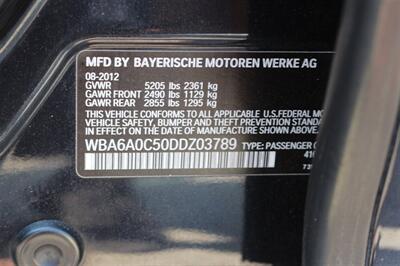 MFD BY BAYERISCHE MOTOREN WERKE AG
08-2012
GVWR 5205 lbs 2361 kg
GAWR FRONT 2490 lbs 1129 kg
GAWR REAR 2855 lbs 1295 kg
THIS VEHICLE CONFORMS TO ALL APPLICABLE U.S.FEDERAL MOTOR
VEHICLE SAFETY, BUMPER AND THEFT PREVENTION STANDARDS
IN EFFECT ON THE DATE OF MANUFACTURE SHOWN ABOVE.
WBA6A0C50DDZ03789 TYPE: PASSENGER